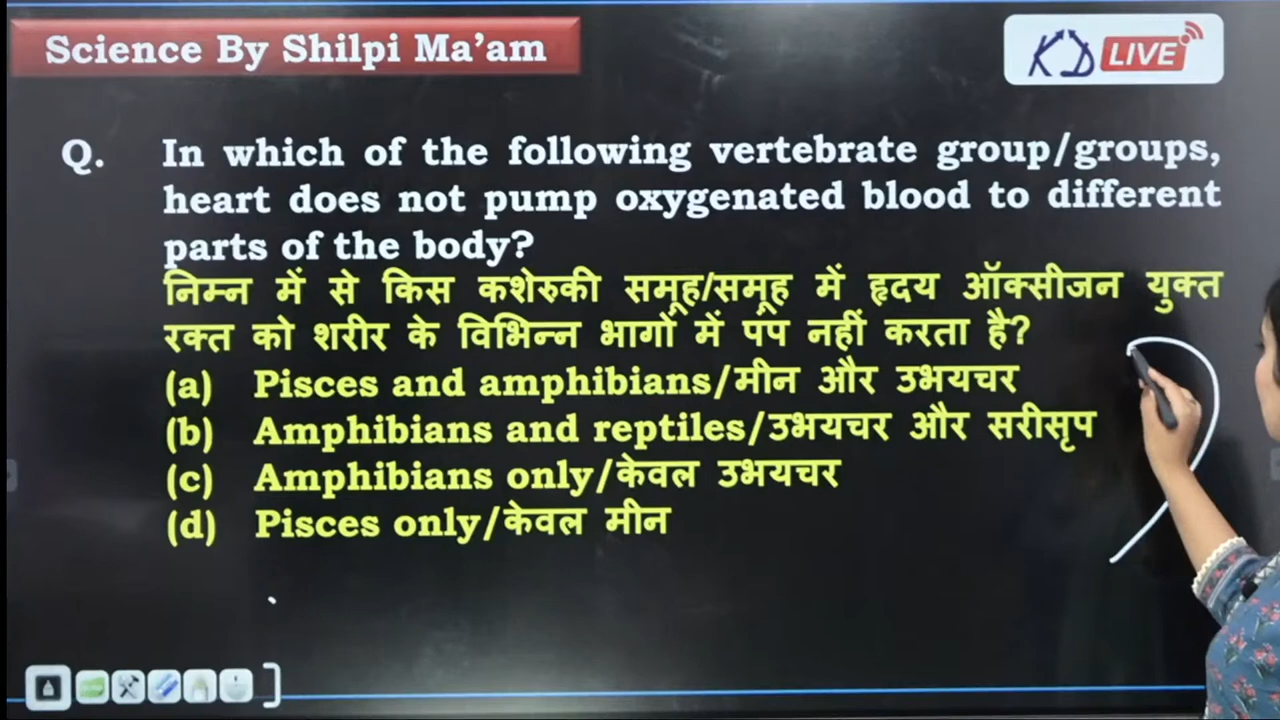 Science By Shilpi Ma'am
KD LIVE
Q. In which of the following vertebrate group/groups,
heart does not pump oxygenated blood to different
parts of the body?
निम्न में से किस कशेरुकी समूह/समूह में हृदय ऑक्सीजन युक्त
रक्त को शरीर के विभिन्न भागों में पंप नहीं करता है?
(a) Pisces and amphibians/मीन और उभयचर
(b) Amphibians and reptiles/उभयचर और सरीसृप
(c) Amphibians only/केवल उभयचर
(d) Pisces only/केवल मीन